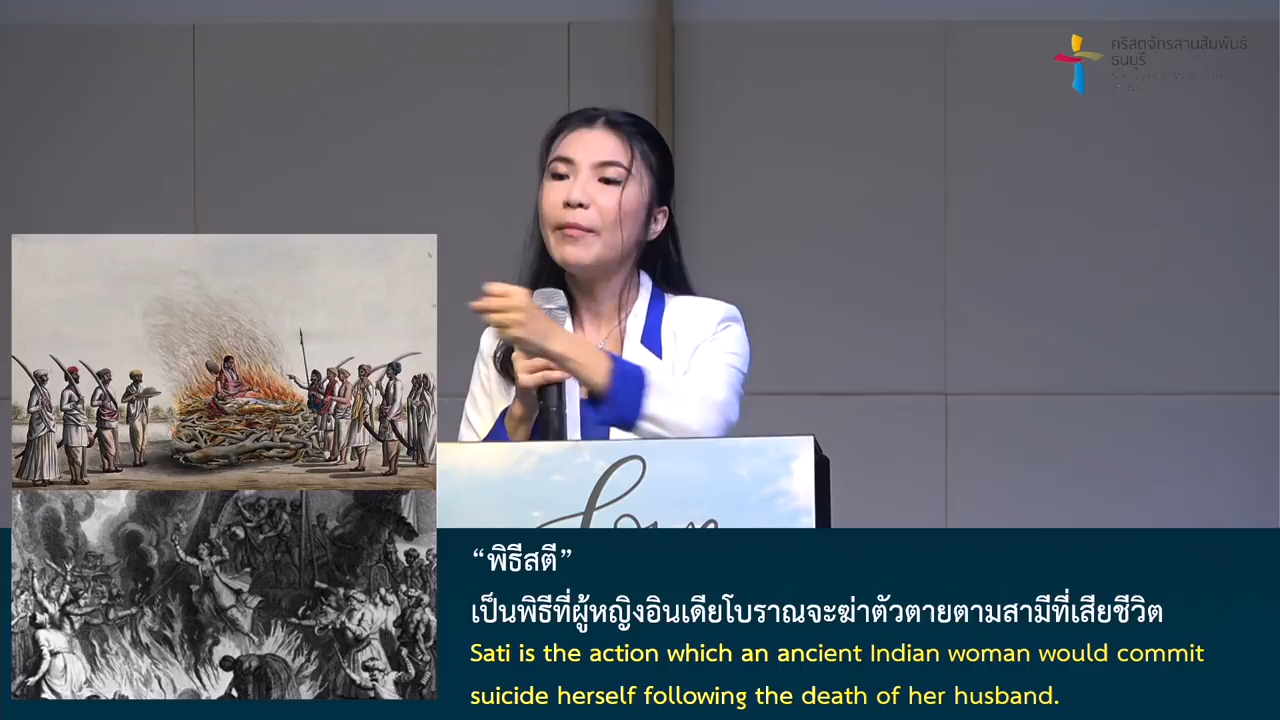 คริสตจักรสานสัมพันธ์
ธนบุรี
Love
“พิธีสตี”
เป็นพิธีที่ผู้หญิงอินเดียโบราณจะฆ่าตัวตายตามสามีที่เสียชีวิต
Sati is the action which an ancient Indian woman would commit
suicide herself following the death of her husband.